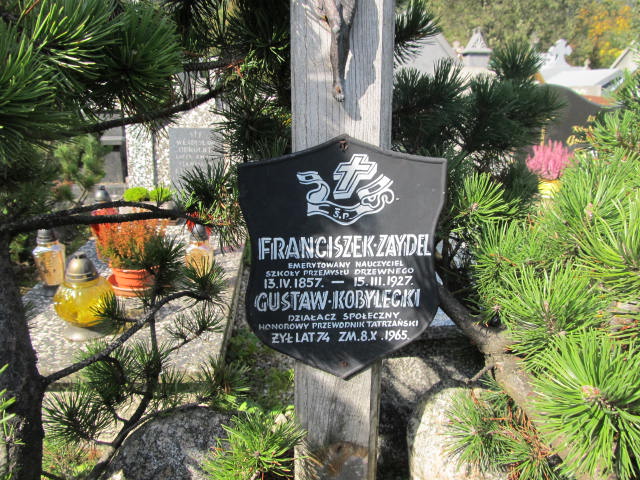 Ś.P.
FRANCISZEK·ZAYDEL
EMERYTOWANY NAUCZYCIEL
SZKOŁY PRZEMYSŁU DRZEWNEGO
13.IV.1857. — 15.III.1927.
GUSTAW·KOBYLECKI
DZIAŁACZ SPOŁECZNY
HONOROWY PRZEWODNIK TATRZAŃSKI
ŻYŁ LAT 74 ZM.8.X.1965.